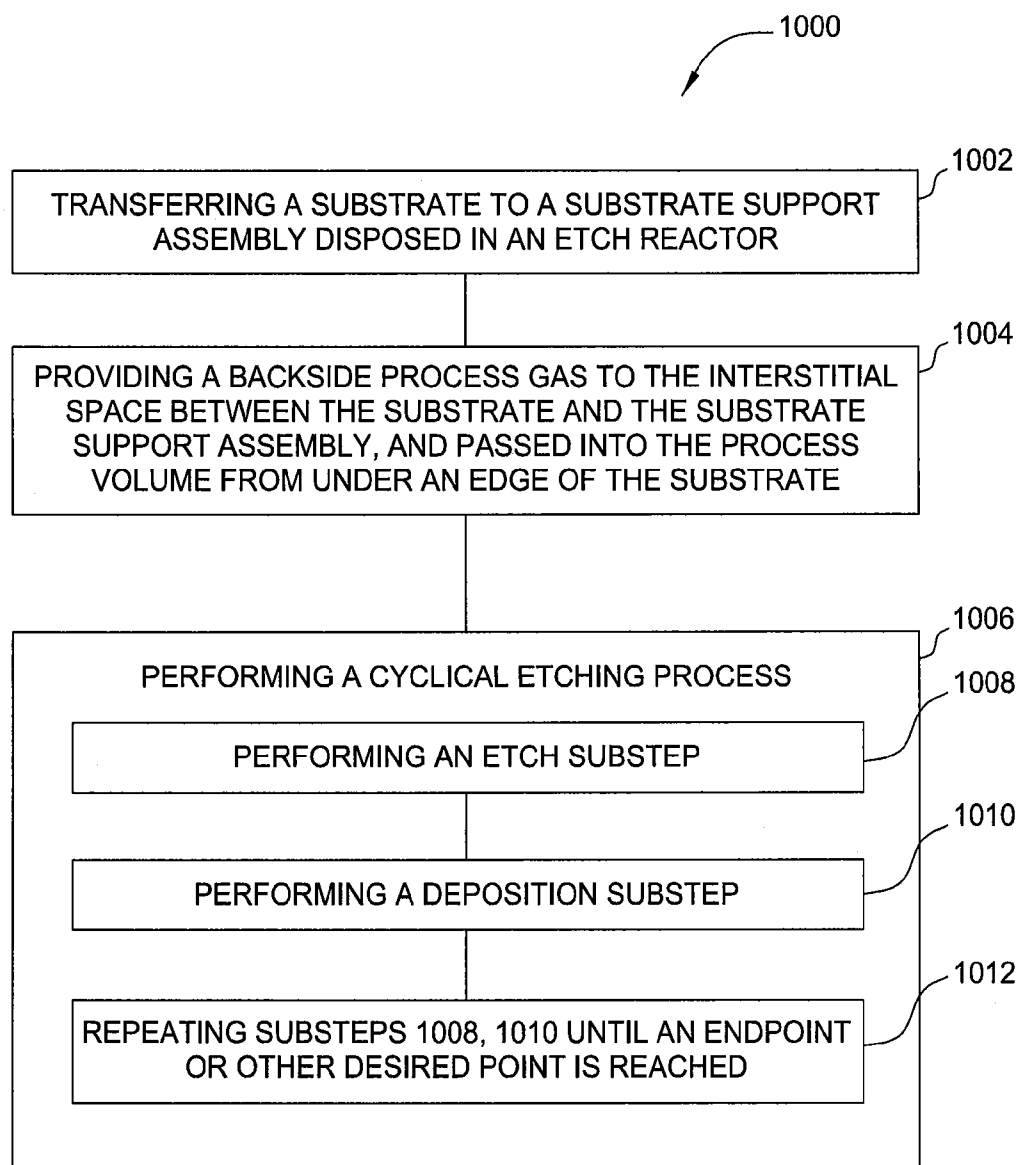 1000
1002
TRANSFERRING A SUBSTRATE TO A SUBSTRATE SUPPORT
ASSEMBLY DISPOSED IN AN ETCH REACTOR
1004
PROVIDING A BACKSIDE PROCESS GAS TO THE INTERSTITIAL
SPACE BETWEEN THE SUBSTRATE AND THE SUBSTRATE
SUPPORT ASSEMBLY, AND PASSED INTO THE PROCESS
VOLUME FROM UNDER AN EDGE OF THE SUBSTRATE
1006
PERFORMING A CYCLICAL ETCHING PROCESS
1008
PERFORMING AN ETCH SUBSTEP
1010
PERFORMING A DEPOSITION SUBSTEP
1012
REPEATING SUBSTEPS 1008, 1010 UNTIL AN ENDPOINT
OR OTHER DESIRED POINT IS REACHED